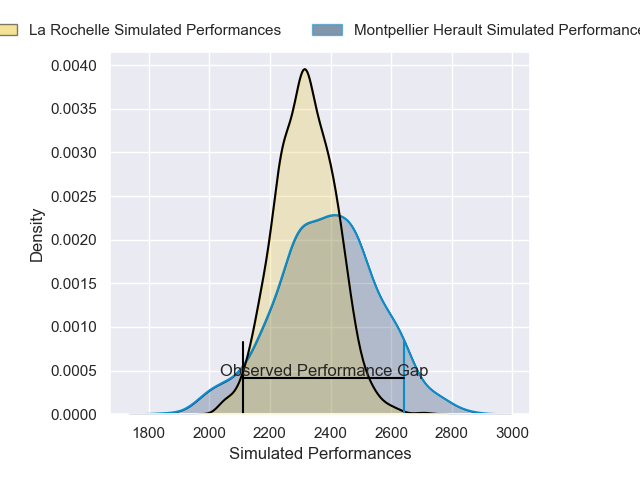 La Rochelle Simulated Performances
Montpellier Herault Simulated Performance
0.0040
0.0035
0.0030
0.0025
0.0020
0.0015
0.0010
0.0005
0.0000
Density
Observed Performance Gap
1800 2000 2200 2400 2600 2800 3000
Simulated Performances